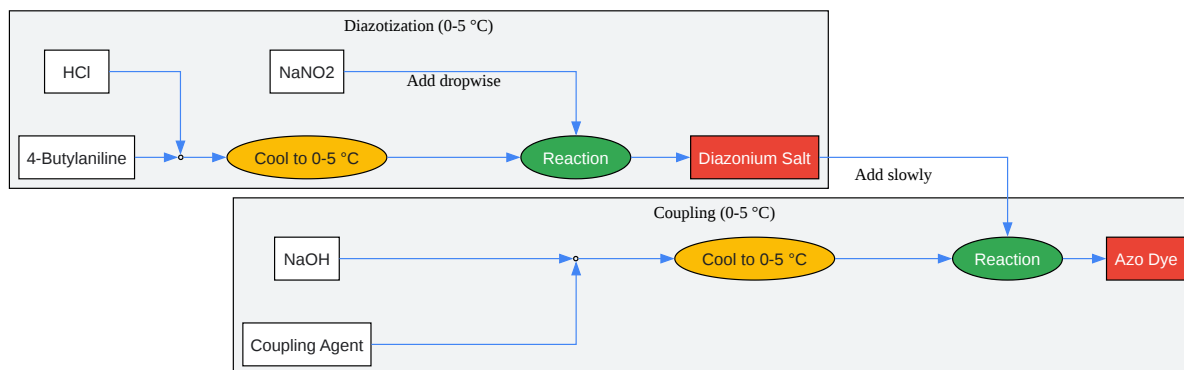 Diazotization (0-5 °C)
HCl
NaNO2
Add dropwise
4-Butylaniline
Cool to 0-5 °C
Reaction
Diazonium Salt
Add slowly
Coupling (0-5 °C)
NaOH
Cool to 0-5 °C
Reaction
Azo Dye
Coupling Agent